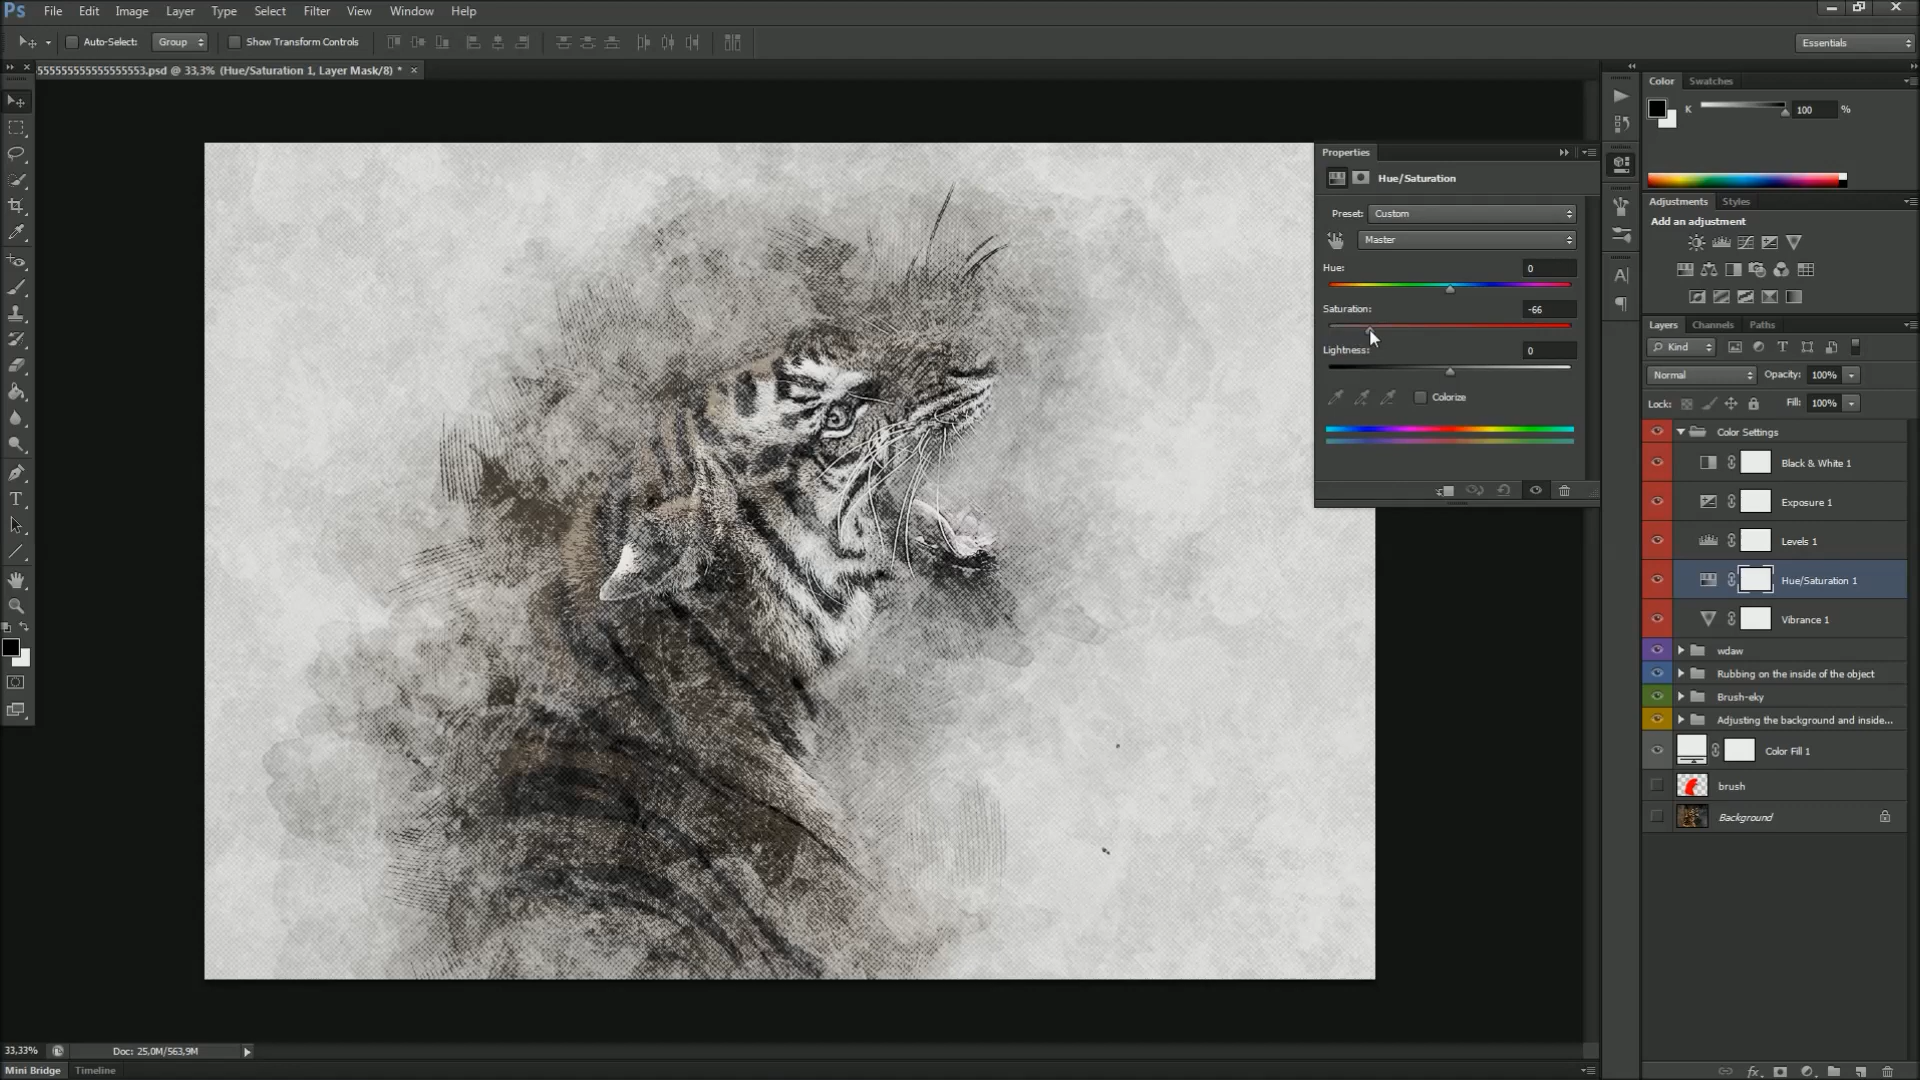 Ps File Edit Image Layer Type Select Filter View Window Help
Auto-Select: Group Show Transform Controls Essentials
5555555555555555553.psd @ 33,3% (Hue/Saturation 1, Layer Mask/8) * ×
Color Swatches
K 100 %
Properties
Hue/Saturation
Preset: Custom
Master
Hue: 0
Saturation: -66
Lightness: 0
Colorize
Adjustments Styles
Add an adjustment
Layers Channels Paths
Kind
Normal Opacity: 100%
Lock: Fill: 100%
Color Settings
Black & White 1
Exposure 1
Levels 1
Hue/Saturation 1
Vibrance 1
wdaw
Rubbing on the inside of the object
Brush-eky
Adjusting the background and inside...
Color Fill 1
brush
Background
33,33% Doc: 25,0M/563,9M
Mini Bridge Timeline